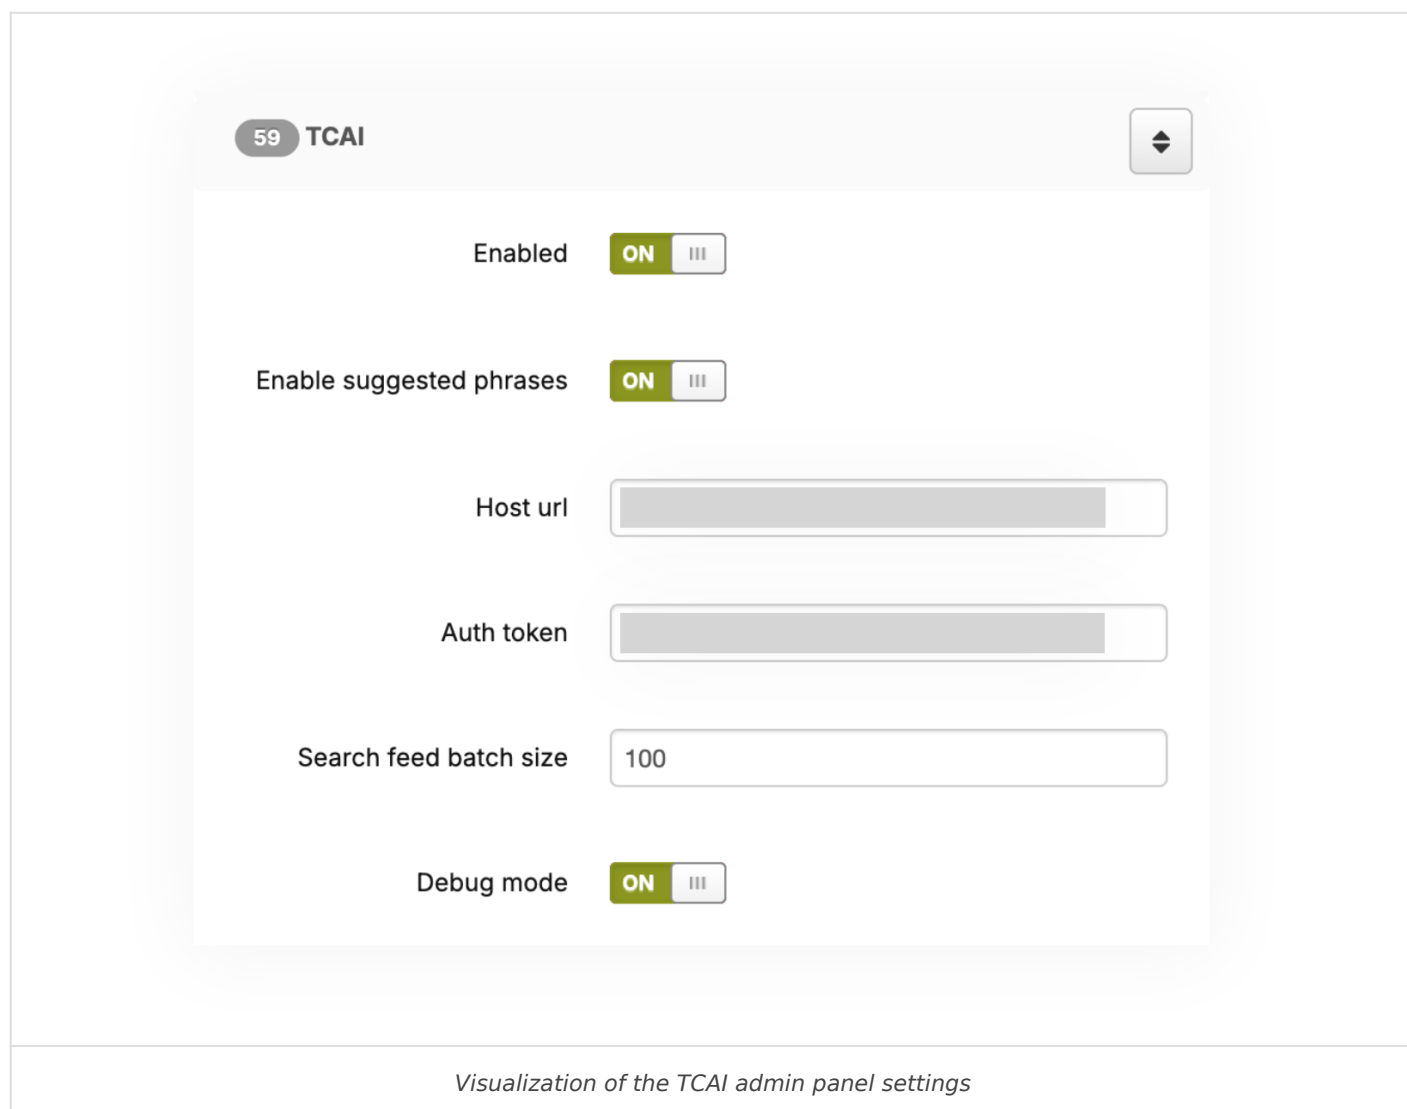 59 TCAI
Enabled ON
Enable suggested phrases ON
Host url
Auth token
Search feed batch size 100
Debug mode ON
Visualization of the TCAI admin panel settings